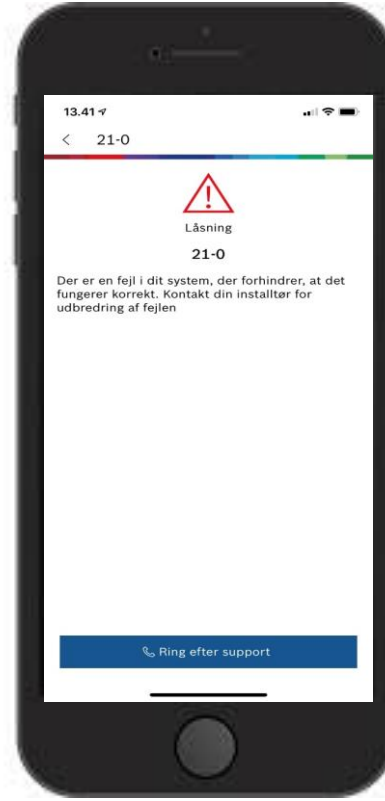 13.41
21-0
Låsning
21-0
Der er en fejl i dit system, der forhindrer, at det
fungerer korrekt. Kontakt din installtør for
udbredring af fejlen
Ring efter support